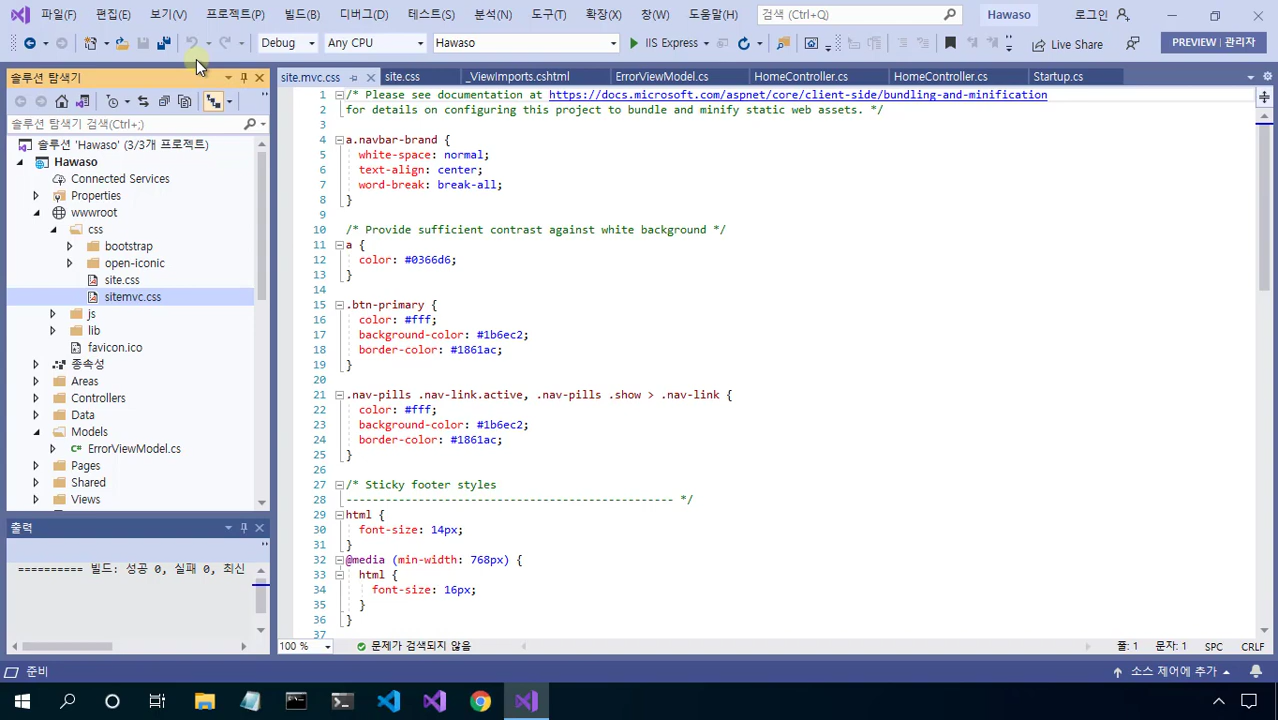 파일(F) 편집(E) 보기(V) 프로젝트(P) 빌드(B) 디버그(D) 테스트(S) 분석(N) 도구(T) 확장(X) 창(W) 도움말(H) 검색 (Ctrl+Q) Hawaso 로그인
Debug Any CPU Hawaso IIS Express Live Share PREVIEW | 관리자
솔루션 탐색기
솔루션 탐색기 검색(Ctrl+;)
솔루션 'Hawaso' (3/3개 프로젝트)
Hawaso
Connected Services
Properties
wwwroot
css
bootstrap
open-iconic
site.css
sitemvc.css
js
lib
favicon.ico
종속성
Areas
Controllers
Data
Models
ErrorViewModel.cs
Pages
Shared
Views
출력
========== 빌드: 성공 0, 실패 0, 최신
site.mvc.css site.css _ViewImports.cshtml ErrorViewModel.cs HomeController.cs HomeController.cs Startup.cs
1 /* Please see documentation at https://docs.microsoft.com/aspnet/core/client-side/bundling-and-minification
2 for details on configuring this project to bundle and minify static web assets. */
3
4 a.navbar-brand {
5 white-space: normal;
6 text-align: center;
7 word-break: break-all;
8 }
9
10 /* Provide sufficient contrast against white background */
11 a {
12 color: #0366d6;
13 }
14
15 .btn-primary {
16 color: #fff;
17 background-color: #1b6ec2;
18 border-color: #1861ac;
19 }
20
21 .nav-pills .nav-link.active, .nav-pills .show > .nav-link {
22 color: #fff;
23 background-color: #1b6ec2;
24 border-color: #1861ac;
25 }
26
27 /* Sticky footer styles
28 -------------------------------------------------- */
29 html {
30 font-size: 14px;
31 }
32 @media (min-width: 768px) {
33 html {
34 font-size: 16px;
35 }
36 }
37
100 % 문제가 검색되지 않음 줄: 1 문자: 1 SPC CRLF
준비 소스 제어에 추가